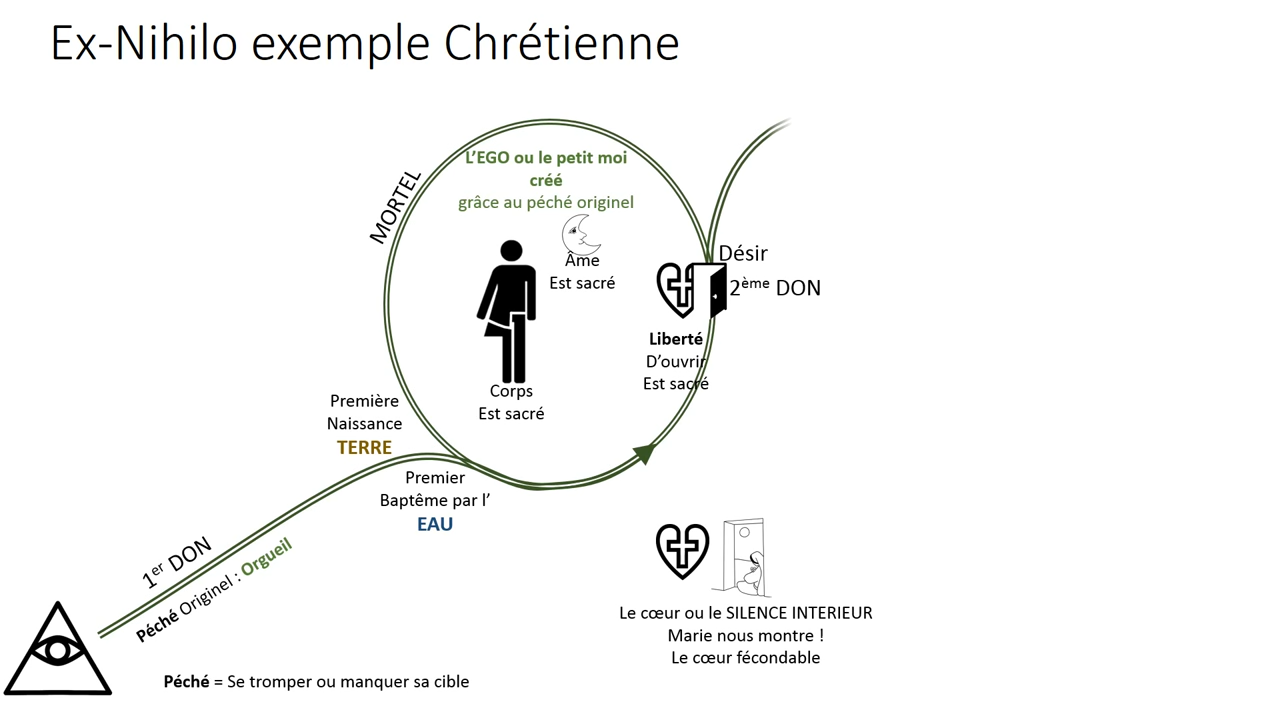 Ex-Nihilo exemple Chrétienne
L’EGO ou le petit moi
créé
grâce au péché originel
MORTEL
Âme
Est sacré
Désir
2ème DON
Liberté
D’ouvrir
Est sacré
Corps
Est sacré
Première
Naissance
TERRE
Premier
Baptême par l’
EAU
1er DON
Péché Originel : Orgueil
Le cœur ou le SILENCE INTERIEUR
Marie nous montre !
Le cœur fécondable
Péché = Se tromper ou manquer sa cible